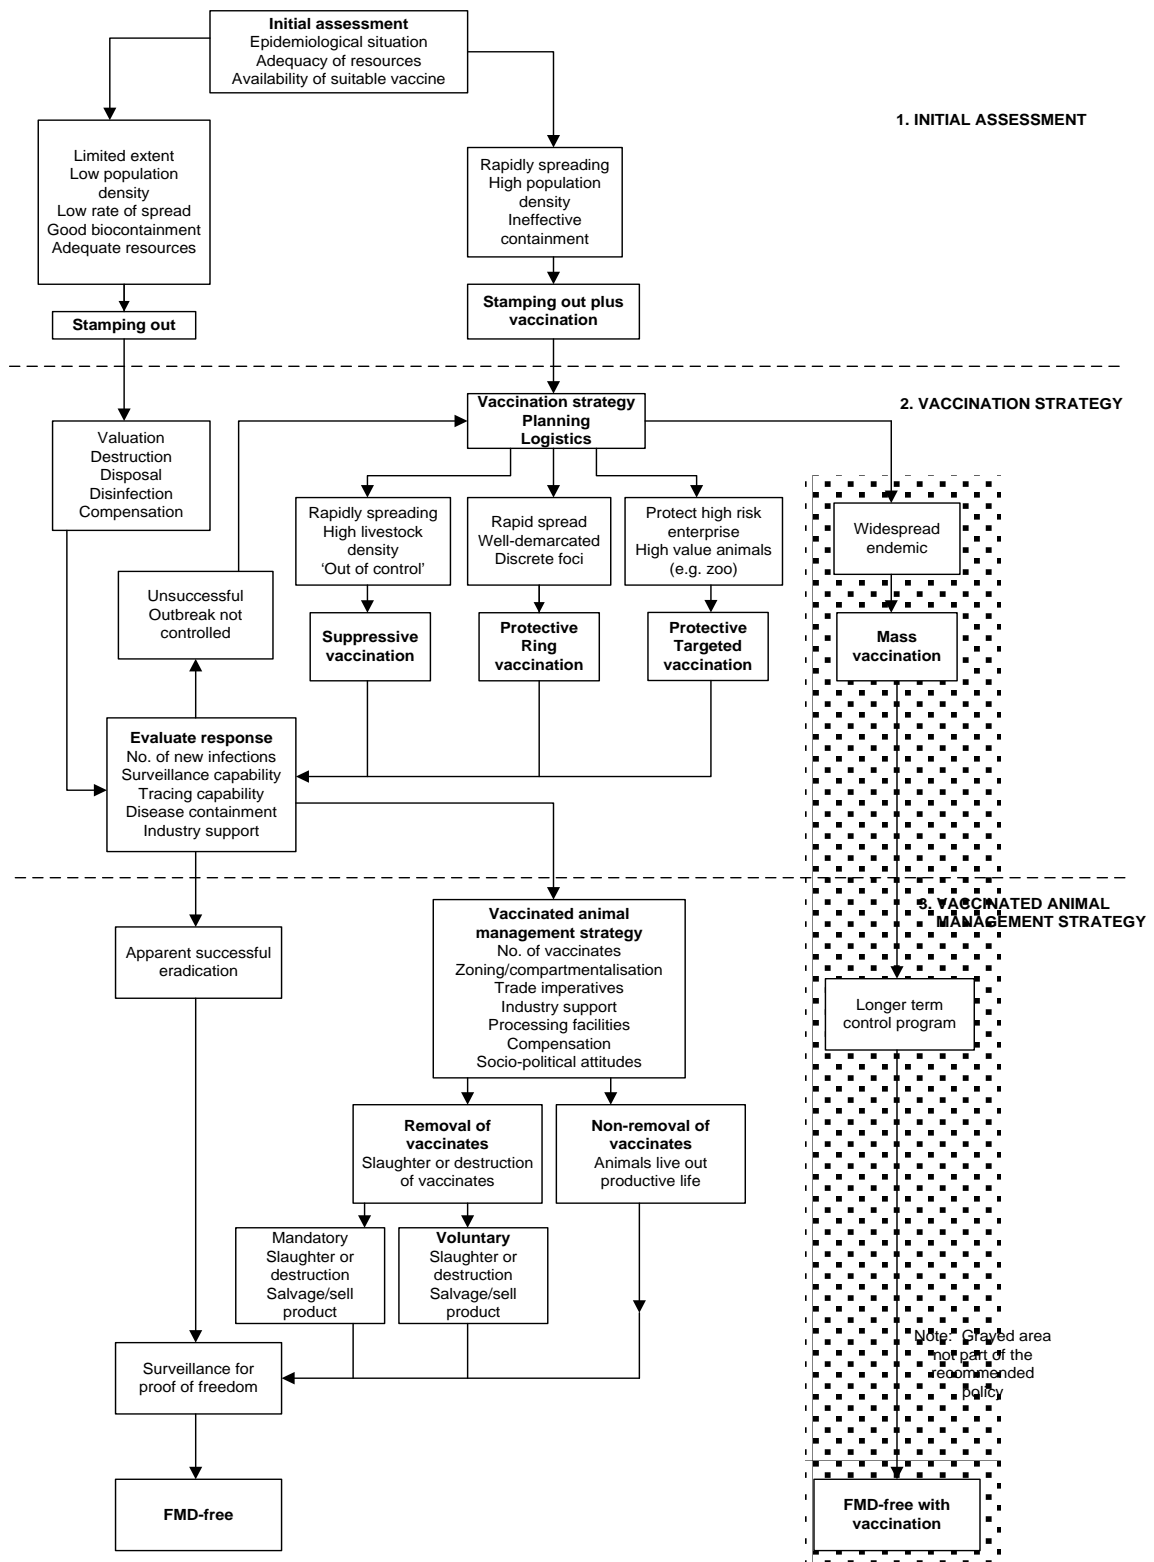 Initial assessment
Epidemiological situation
Adequacy of resources
Availability of suitable vaccine
1. INITIAL ASSESSMENT
Limited extent
Low population
density
Low rate of spread
Good biocontainment
Adequate resources
Rapidly spreading
High population
density
Ineffective
containment
Stamping out
Stamping out plus
vaccination
2. VACCINATION STRATEGY
Vaccination strategy
Planning
Logistics
Valuation
Destruction
Disposal
Disinfection
Compensation
Rapidly spreading
High livestock
density
‘Out of control’
Rapid spread
Well-demarcated
Discrete foci
Protect high risk
enterprise
High value animals
(e.g. zoo)
Widespread
endemic
Unsuccessful
Outbreak not
controlled
Suppressive
vaccination
Protective
Ring
vaccination
Protective
Targeted
vaccination
Mass
vaccination
Evaluate response
No. of new infections
Surveillance capability
Tracing capability
Disease containment
Industry support
3. VACCINATED ANIMAL
MANAGEMENT STRATEGY
Apparent successful
eradication
Vaccinated animal
management strategy
No. of vaccinates
Zoning/compartmentalisation
Trade imperatives
Industry support
Processing facilities
Compensation
Socio-political attitudes
Longer term
control program
Removal of
vaccinates
Slaughter or destruction
of vaccinates
Non-removal of
vaccinates
Animals live out
productive life
Mandatory
Slaughter or
destruction
Salvage/sell
product
Voluntary
Slaughter or
destruction
Salvage/sell
product
Note: Grayed area
not part of the
recommended
policy
Surveillance for
proof of freedom
FMD-free
FMD-free with
vaccination